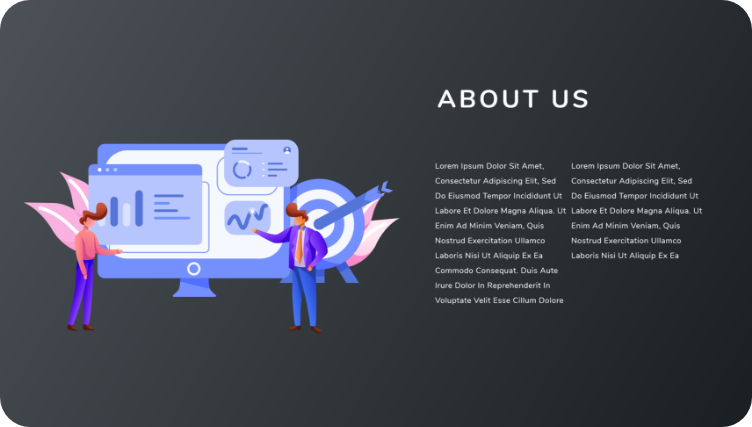 ABOUT US
Lorem Ipsum Dolor Sit Amet,
Consectetur Adipiscing Elit, Sed
Do Eiusmod Tempor Incididunt Ut
Labore Et Dolore Magna Aliqua. Ut
Enim Ad Minim Veniam, Quis
Nostrud Exercitation Ullamco
Laboris Nisi Ut Aliquip Ex Ea
Commodo Consequat. Duis Aute
Irure Dolor In Reprehenderit In
Voluptate Velit Esse Cillum Dolore
Lorem Ipsum Dolor Sit Amet,
Consectetur Adipiscing Elit, Sed
Do Eiusmod Tempor Incididunt Ut
Labore Et Dolore Magna Aliqua. Ut
Enim Ad Minim Veniam, Quis
Nostrud Exercitation Ullamco
Laboris Nisi Ut Aliquip Ex Ea